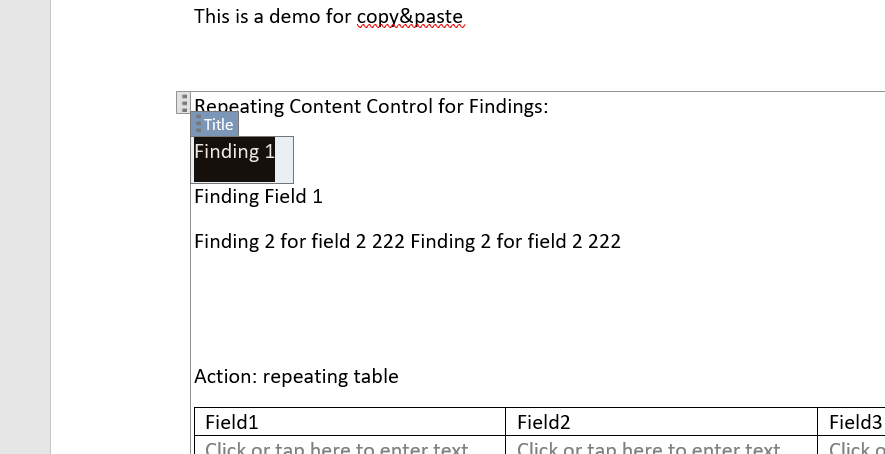 This is a demo for copy&paste
Repeating Content Control for Findings:
Title
Finding 1
Finding Field 1
Finding 2 for field 2 222 Finding 2 for field 2 222
Action: repeating table
Field1 Field2 Field3
Click or tap here to enter text Click or tap here to enter text Click